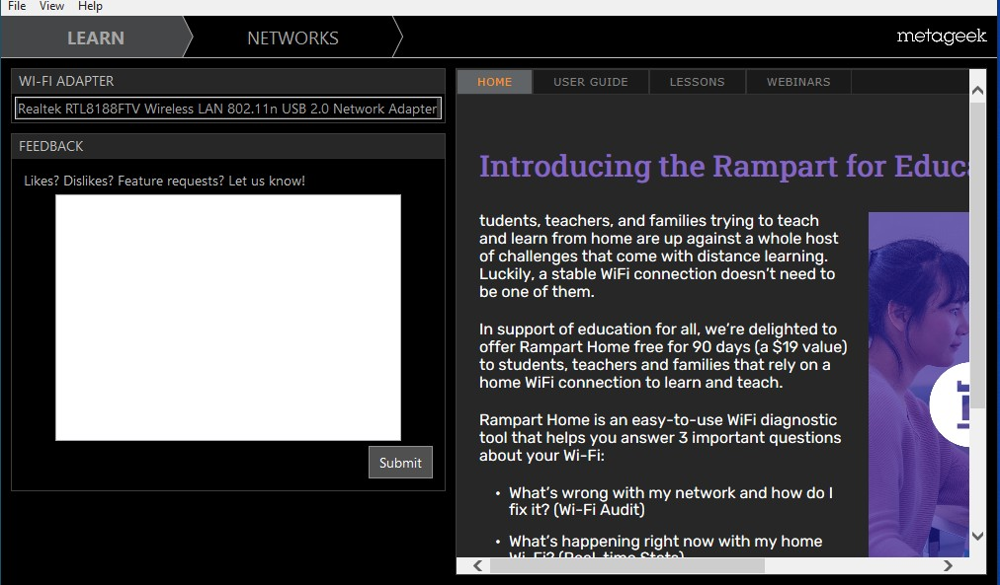 File View Help
LEARN NETWORKS metageek
WI-FI ADAPTER
Realtek RTL8188FTV Wireless LAN 802.11n USB 2.0 Network Adapter
FEEDBACK
Likes? Dislikes? Feature requests? Let us know!
Submit
HOME USER GUIDE LESSONS WEBINARS
Introducing the Rampart for Educa
tudents, teachers, and families trying to teach
and learn from home are up against a whole host
of challenges that come with distance learning.
Luckily, a stable WiFi connection doesn't need to
be one of them.
In support of education for all, we're delighted to
offer Rampart Home free for 90 days (a $19 value)
to students, teachers and families that rely on a
home WiFi connection to learn and teach.
Rampart Home is an easy-to-use WiFi diagnostic
tool that helps you answer 3 important questions
about your Wi-Fi:
• What's wrong with my network and how do I
fix it? (Wi-Fi Audit)
• What's happening right now with my home
Wi-Fi? (Real-time Stats)